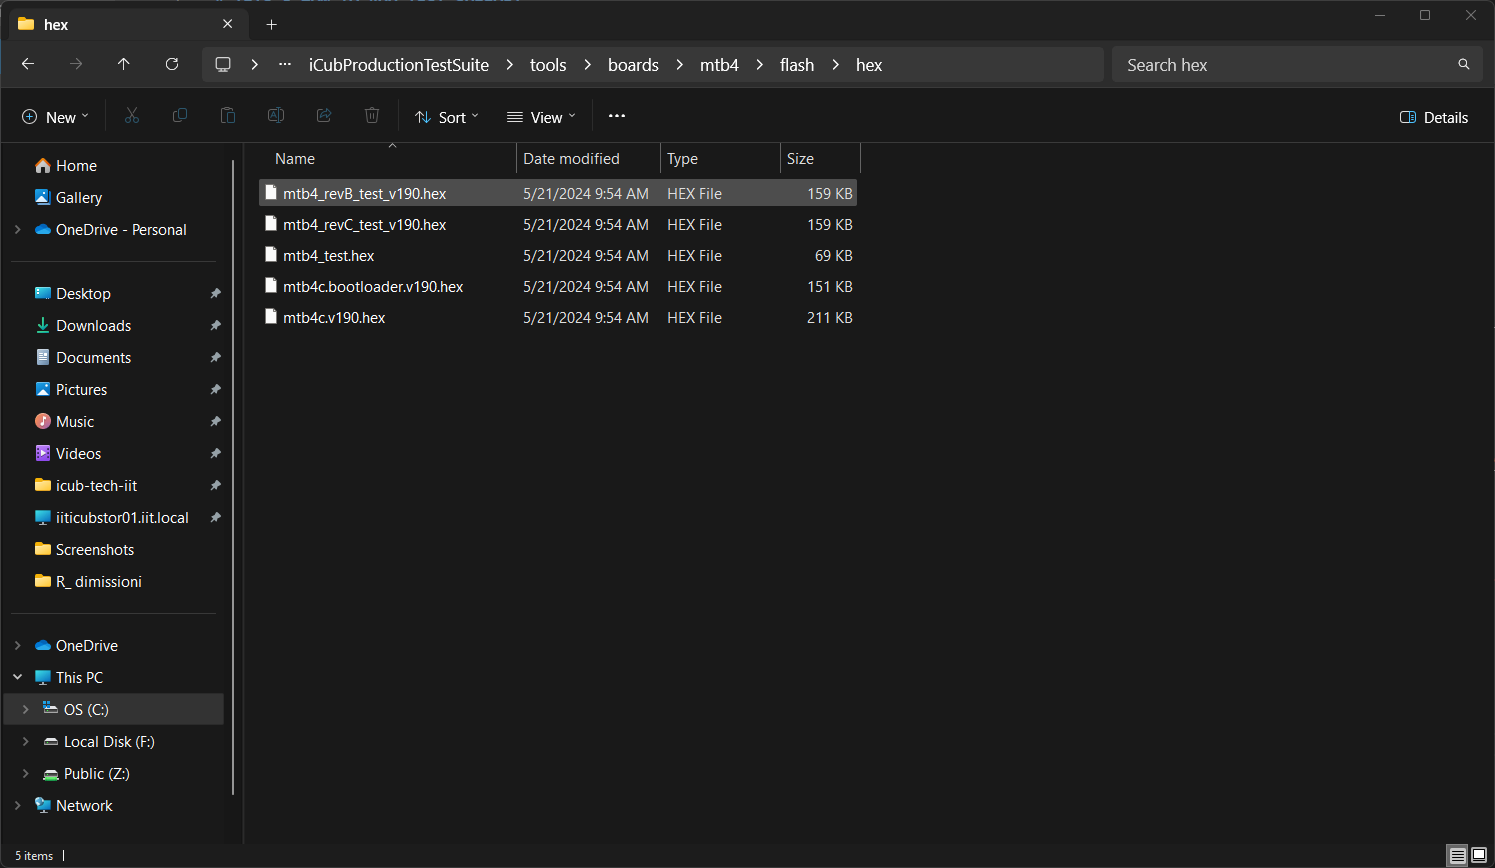 hex
iCubProductionTestSuite tools boards mtb4 flash hex
Search hex
New Sort View Details
Name Date modified Type Size
mtb4_revB_test_v190.hex 5/21/2024 9:54 AM HEX File 159 KB
mtb4_revC_test_v190.hex 5/21/2024 9:54 AM HEX File 159 KB
mtb4_test.hex 5/21/2024 9:54 AM HEX File 69 KB
mtb4c.bootloader.v190.hex 5/21/2024 9:54 AM HEX File 151 KB
mtb4c.v190.hex 5/21/2024 9:54 AM HEX File 211 KB
Home
Gallery
OneDrive - Personal
Desktop
Downloads
Documents
Pictures
Music
Videos
icub-tech-iit
iiticubstor01.iit.local
Screenshots
R_ dimissioni
OneDrive
This PC
OS (C:)
Local Disk (F:)
Public (Z:)
Network
5 items